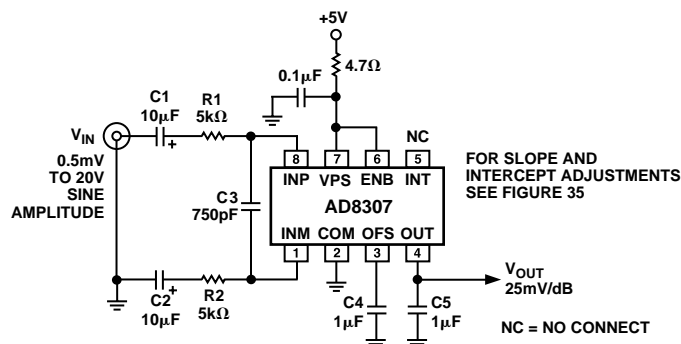 +5V
4.7Ω
0.1μF
C1
10μF
R1
5kΩ
VIN
0.5mV
TO 20V
SINE
AMPLITUDE
C3
750pF
NC
8
7
6
5
INP
VPS
ENB
INT
AD8307
INM
COM
OFS
OUT
1
2
3
4
FOR SLOPE AND
INTERCEPT ADJUSTMENTS
SEE FIGURE 35
C2
10μF
R2
5kΩ
C4
1μF
C5
1μF
VOUT
25mV/dB
NC = NO CONNECT